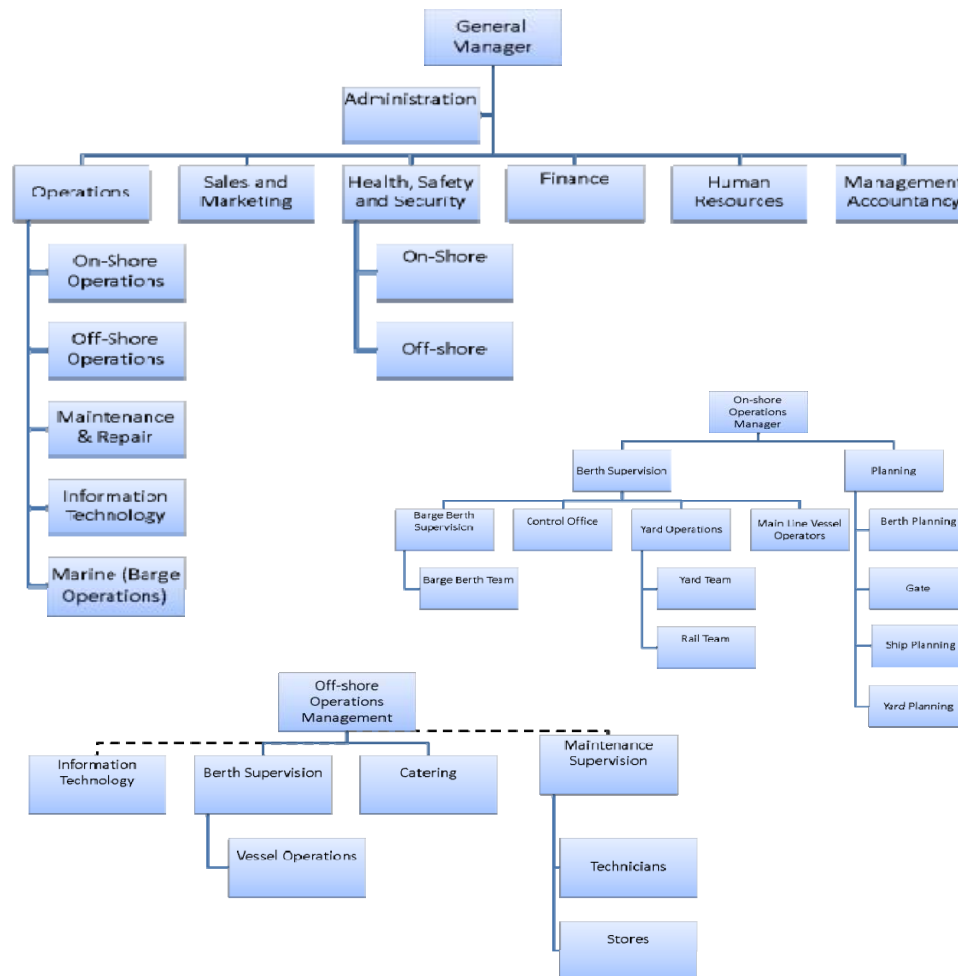 General
Manager
Administration
Operations
Sales and
Marketing
Health, Safety
and Security
Finance
Human
Resources
Management
Accountancy
On-Shore
Operations
Off-Shore
Operations
Maintenance
& Repair
Information
Technology
Marine (Barge
Operations)
On-Shore
Off-shore
On-shore
Operations
Manager
Berth Supervision
Planning
Barge Berth
Supervision
Control Office
Yard Operations
Main Line Vessel
Operators
Berth Planning
Barge Berth Team
Yard Team
Gate
Rail Team
Ship Planning
Yard Planning
Off-shore
Operations
Management
Information
Technology
Berth Supervision
Catering
Maintenance
Supervision
Vessel Operations
Technicians
Stores